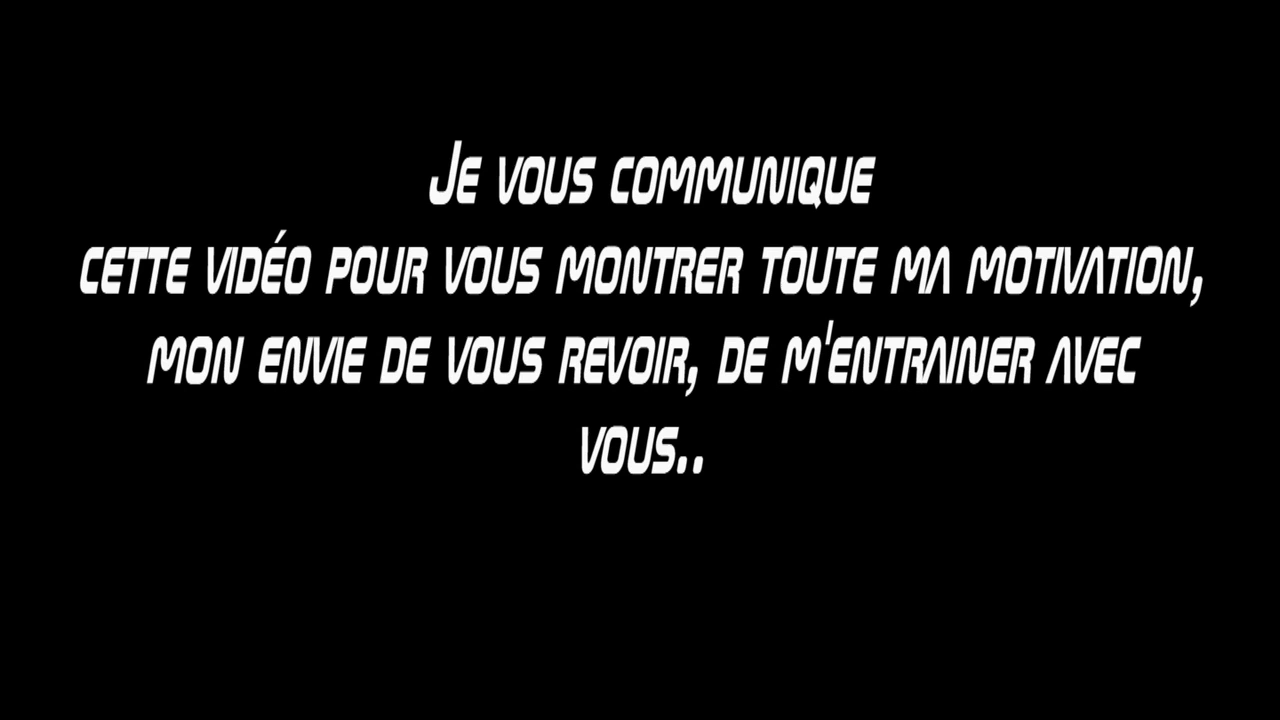 Je vous communique
cette vidéo pour vous montrer toute ma motivation,
mon envie de vous revoir, de m'entrainer avec
vous..